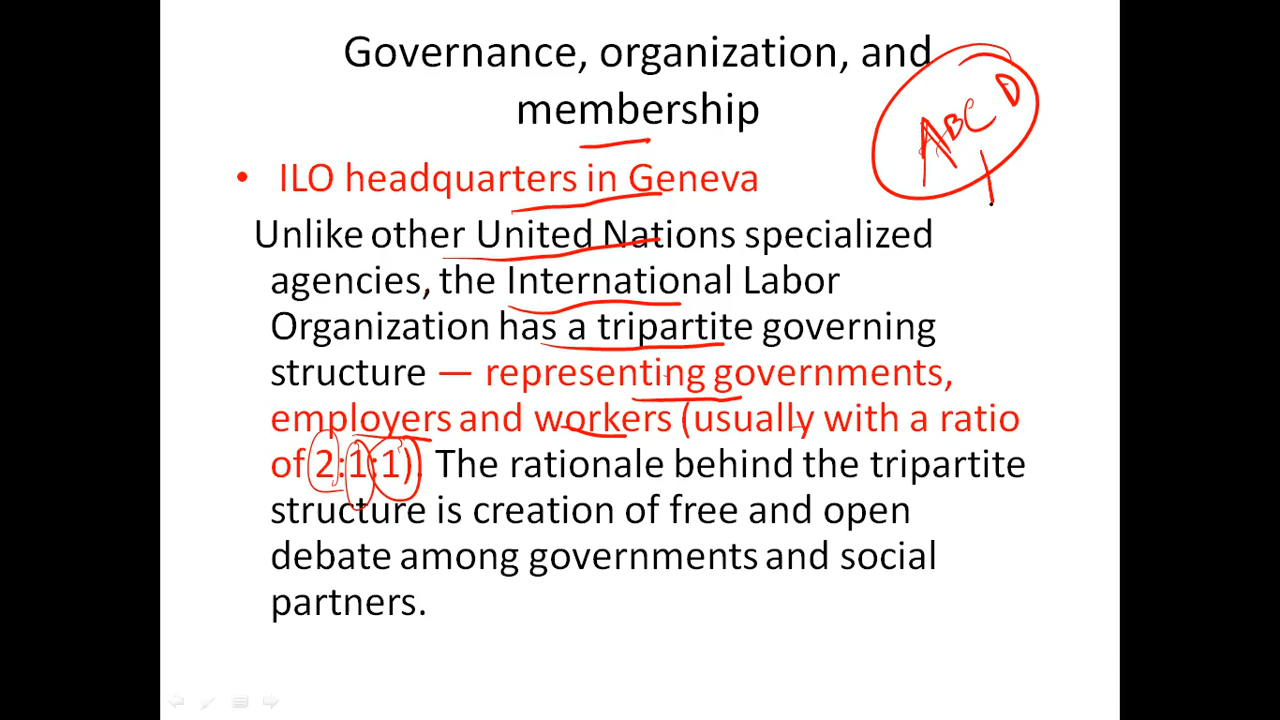 Governance, organization, and
membership
ABC D
• ILO headquarters in Geneva
Unlike other United Nations specialized
agencies, the International Labor
Organization has a tripartite governing
structure — representing governments,
employers and workers (usually with a ratio
of 2:1:1). The rationale behind the tripartite
structure is creation of free and open
debate among governments and social
partners.